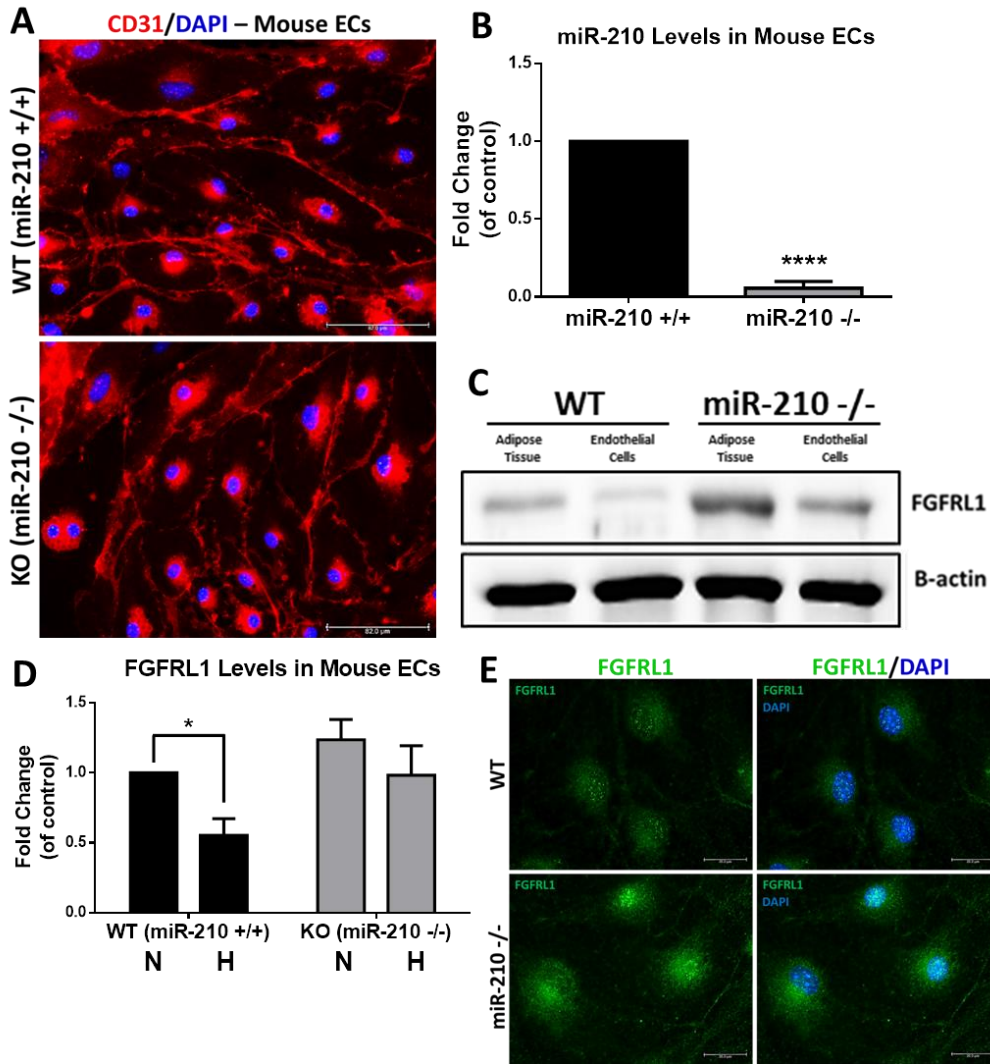 A
CD31/DAPI – Mouse ECs
WT (miR-210 +/+)
KO (miR-210 -/-)
82.0 µm
B
miR-210 Levels in Mouse ECs
Fold Change
(of control)
1.5
1.0
0.5
0.0
****
miR-210 +/+
miR-210 -/-
C
WT
miR-210 -/-
Adipose
Tissue
Endothelial
Cells
Adipose
Tissue
Endothelial
Cells
FGFRL1
B-actin
D
FGFRL1 Levels in Mouse ECs
Fold Change
(of control)
1.5
1.0
0.5
0.0
*
WT (miR-210 +/+)
KO (miR-210 -/-)
N
H
N
H
E
FGFRL1
FGFRL1/DAPI
WT
miR-210 -/-
FGFRL1
FGFRL1
DAPI
FGFRL1
FGFRL1
DAPI